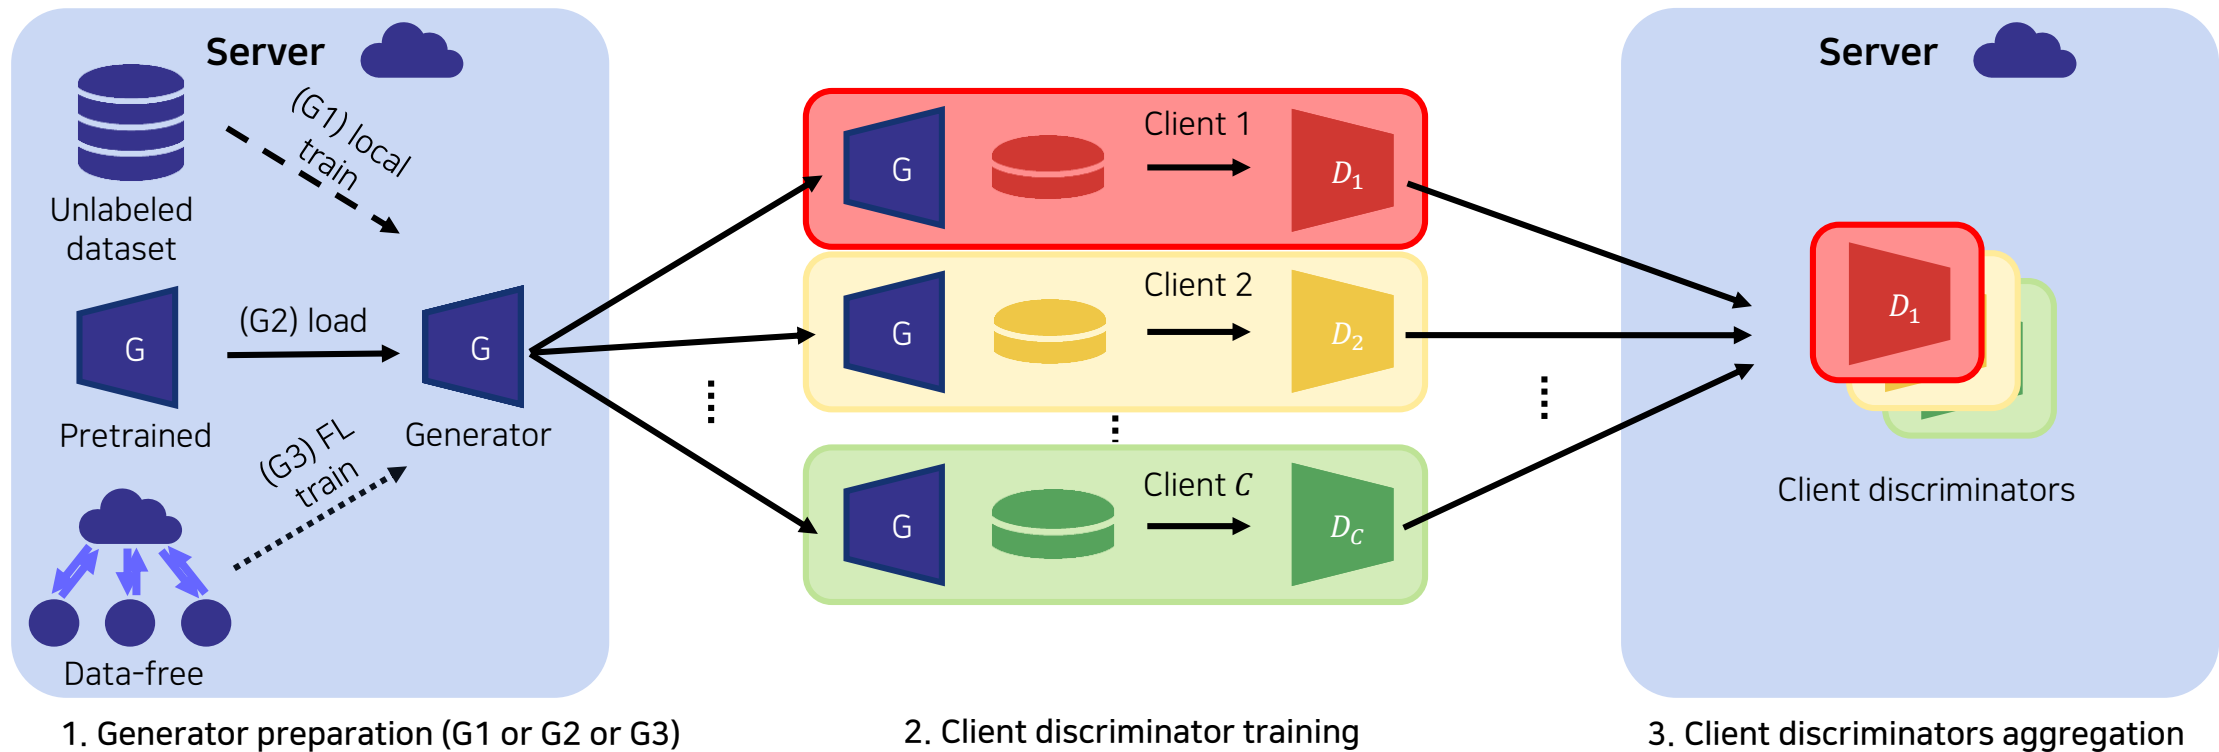 Server
(G1) local
train
Unlabeled
dataset
G
(G2) load
G
Pretrained
Generator
(G3) FL
train
Data-free
1. Generator preparation (G1 or G2 or G3)
G
Client 1
D₁
G
Client 2
D₂
G
Client C
D_C
2. Client discriminator training
Server
D₁
Client discriminators
3. Client discriminators aggregation